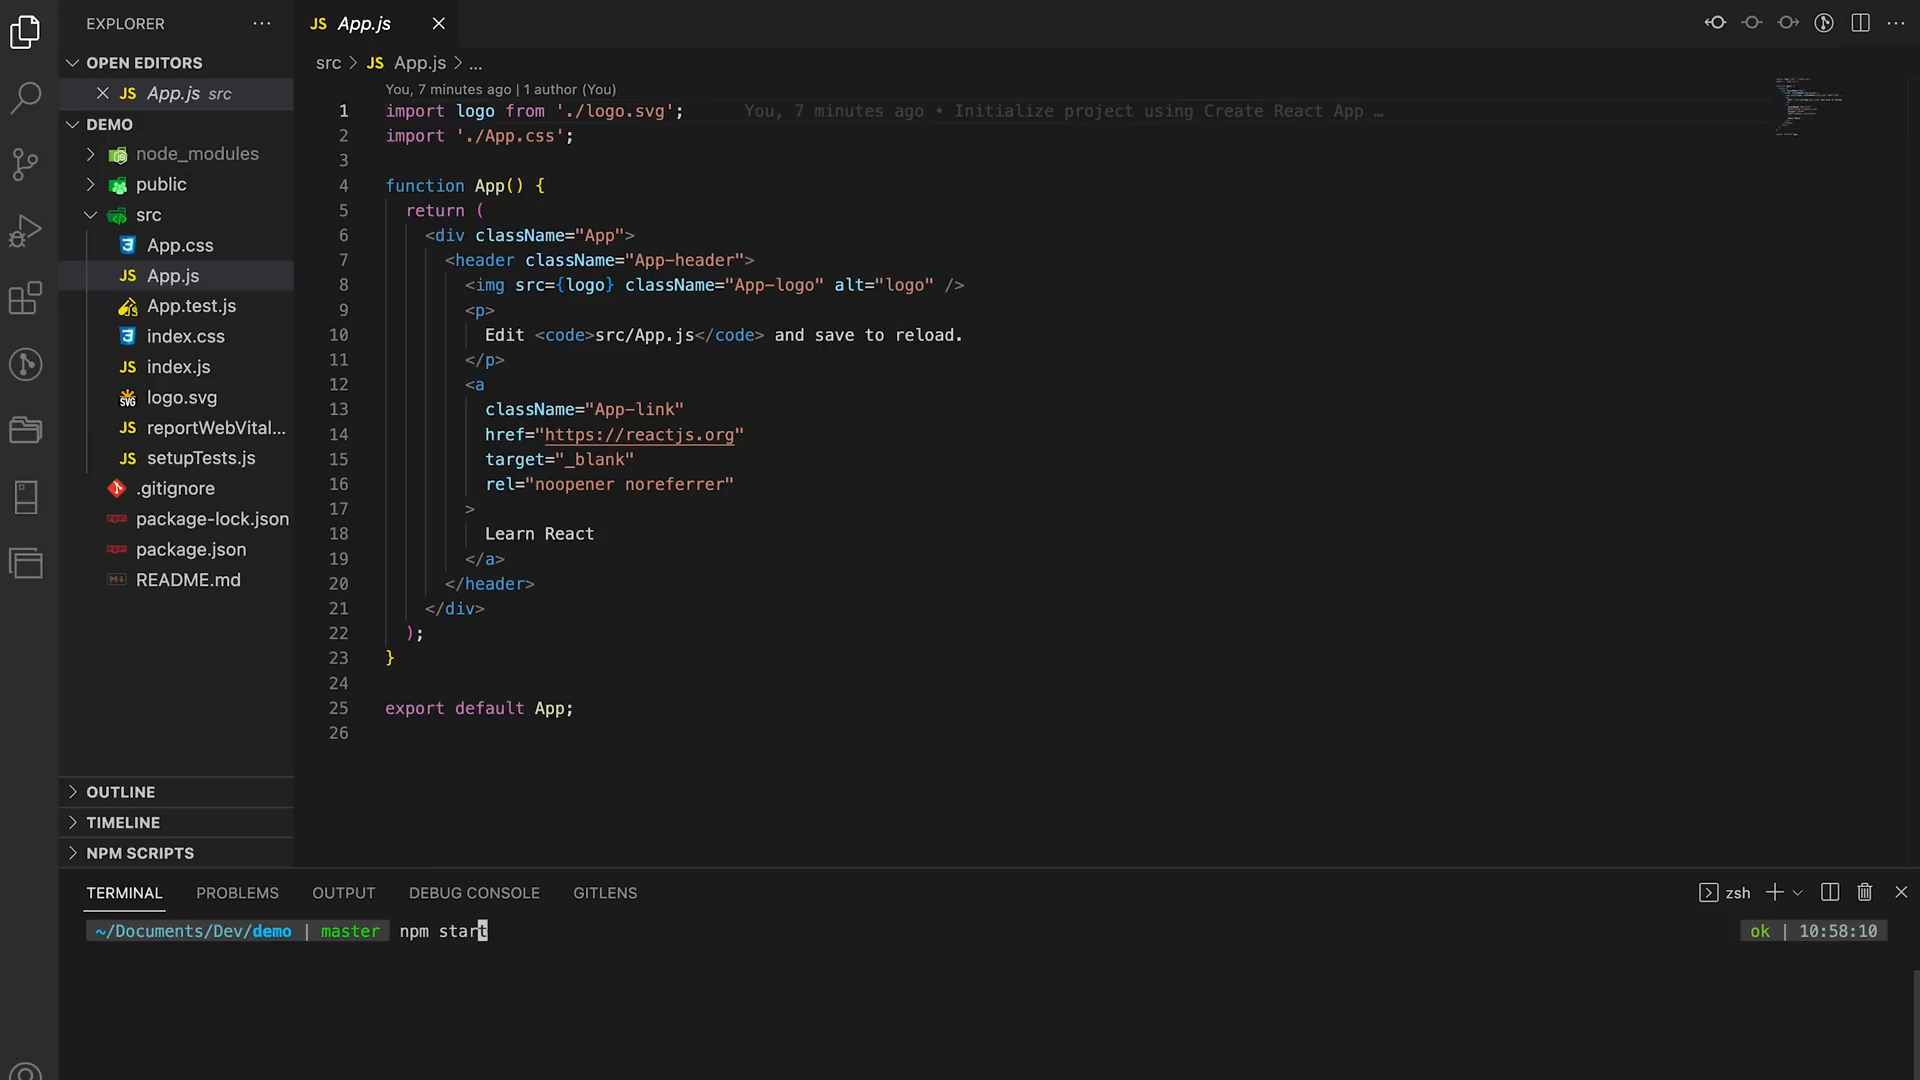 EXPLORER
OPEN EDITORS
JS App.js src
DEMO
node_modules
public
src
App.css
JS App.js
App.test.js
index.css
JS index.js
SVG logo.svg
JS reportWebVital...
JS setupTests.js
.gitignore
package-lock.json
package.json
README.md
OUTLINE
TIMELINE
NPM SCRIPTS
JS App.js
src > JS App.js > ...
You, 7 minutes ago | 1 author (You)
1 import logo from './logo.svg'; You, 7 minutes ago • Initialize project using Create React App …
2 import './App.css';
3
4 function App() {
5 return (
6 <div className="App">
7 <header className="App-header">
8 <img src={logo} className="App-logo" alt="logo" />
9 <p>
10 Edit <code>src/App.js</code> and save to reload.
11 </p>
12 <a
13 className="App-link"
14 href="https://reactjs.org"
15 target="_blank"
16 rel="noopener noreferrer"
17 >
18 Learn React
19 </a>
20 </header>
21 </div>
22 );
23 }
24
25 export default App;
26
TERMINAL PROBLEMS OUTPUT DEBUG CONSOLE GITLENS
zsh
~/Documents/Dev/demo | master npm start
ok | 10:58:10